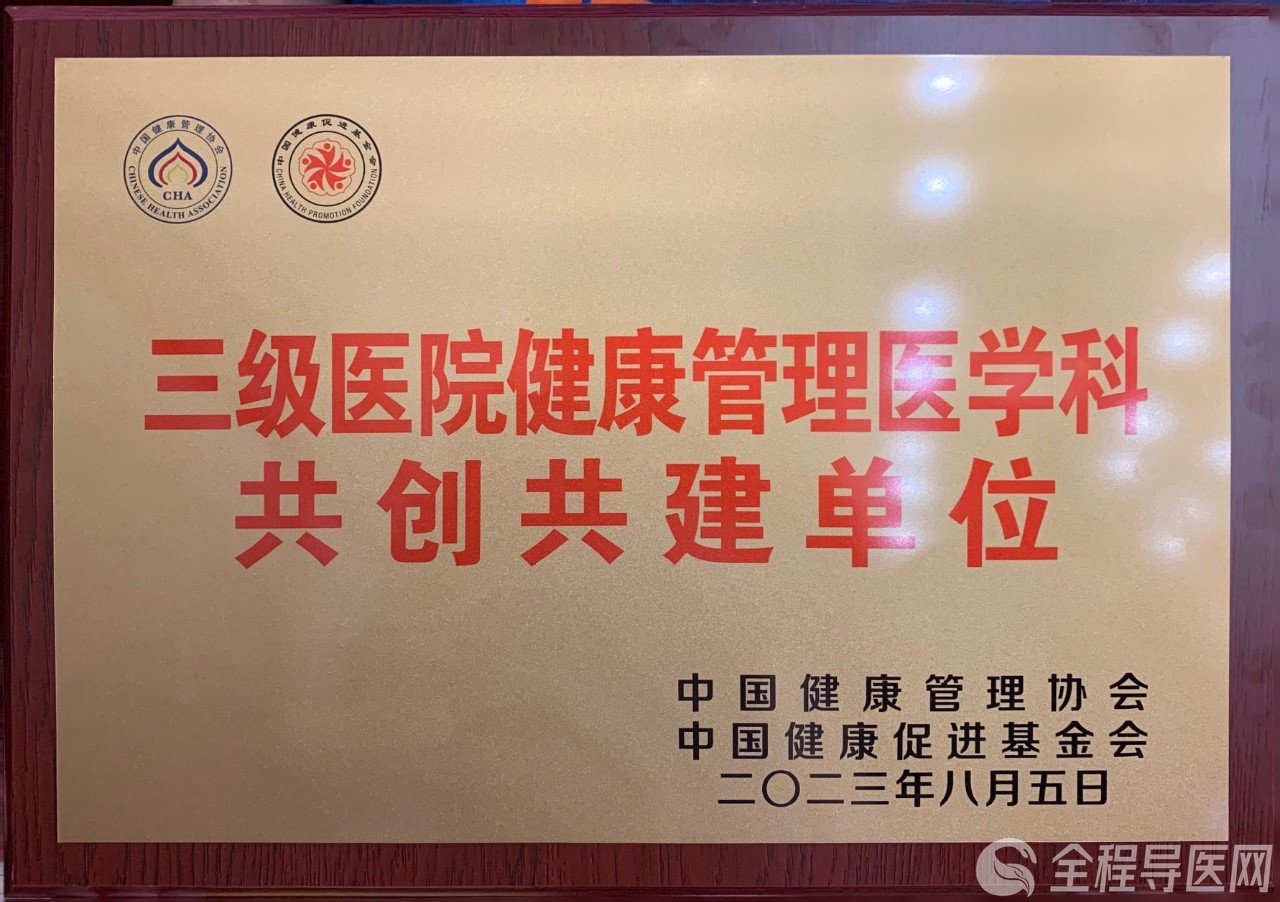 中国健康管理协会
CHA
CHINESE HEALTH ASSOCIATION
中国健康促进基金会
CHINA HEALTH PROMOTION FOUNDATION
三级医院健康管理医学科
共创共建单位
中国健康管理协会
中国健康促进基金会
二〇二三年八月五日
全程导医网